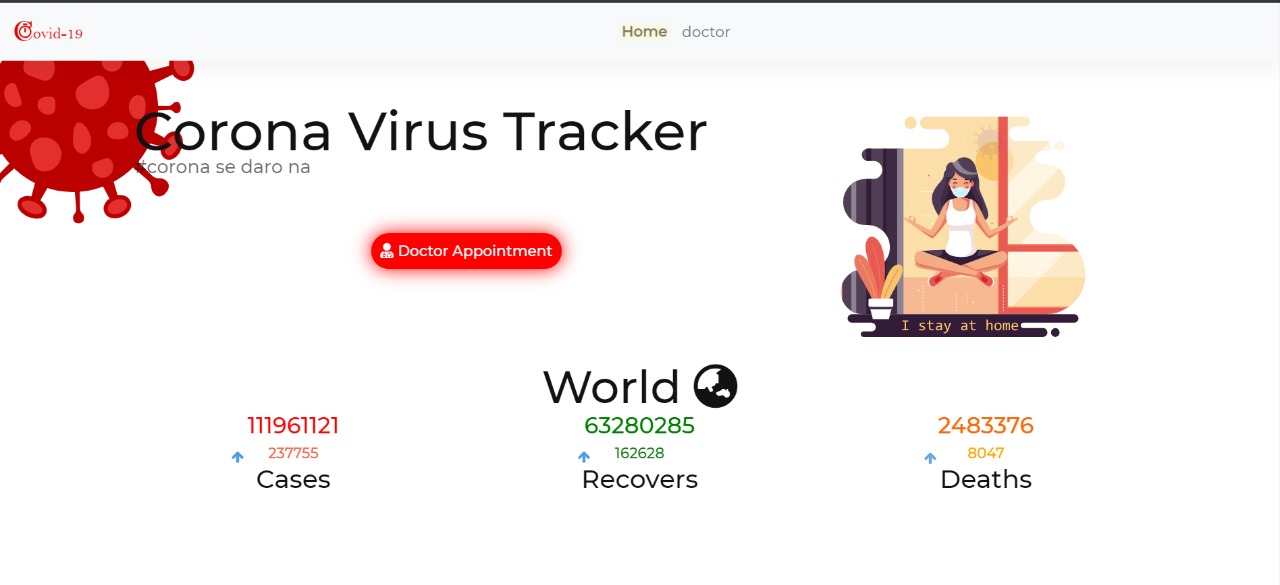 Covid-19
Home doctor
Corona Virus Tracker
#corona se daro na
Doctor Appointment
I stay at home
World
111961121 63280285 2483376
237755 162628 8047
Cases Recovers Deaths